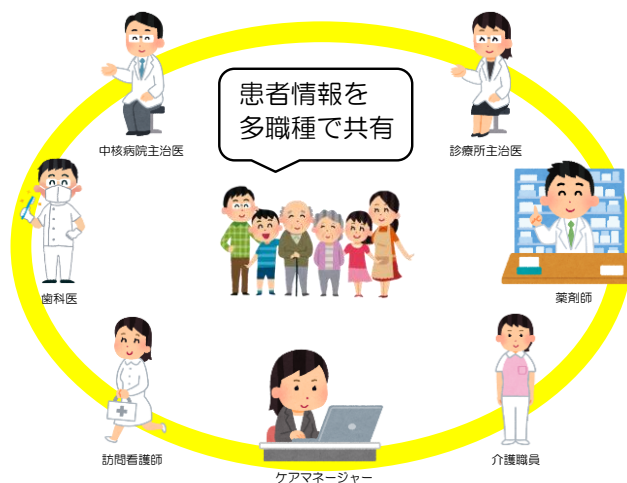 患者情報を
多職種で共有
中核病院主治医
診療所主治医
歯科医
薬剤師
訪問看護師
ケアマネージャー
介護職員